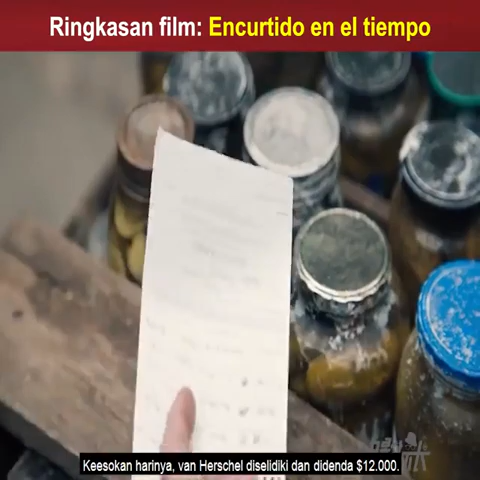 Ringkasan film: Encurtido en el tiempo
Keesokan harinya, van Herschel diselidiki dan didenda $12.000.